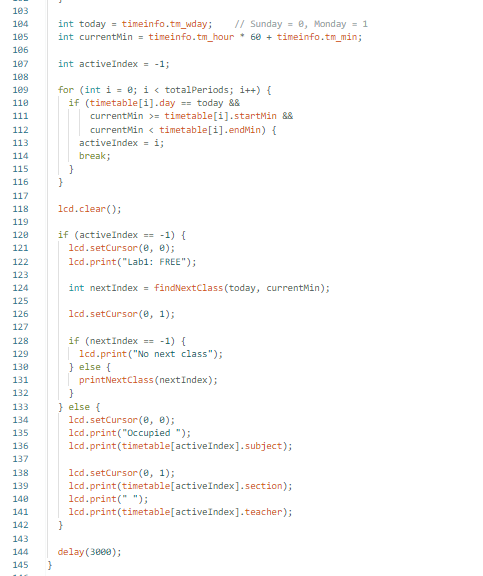 103
104 int today = timeinfo.tm_wday; // Sunday = 0, Monday = 1
105 int currentMin = timeinfo.tm_hour * 60 + timeinfo.tm_min;
106
107 int activeIndex = -1;
108
109 for (int i = 0; i < totalPeriods; i++) {
110 if (timetable[i].day == today &&
111 currentMin >= timetable[i].startMin &&
112 currentMin < timetable[i].endMin) {
113 activeIndex = i;
114 break;
115 }
116 }
117
118 lcd.clear();
119
120 if (activeIndex == -1) {
121 lcd.setCursor(0, 0);
122 lcd.print("Lab1: FREE");
123
124 int nextIndex = findNextClass(today, currentMin);
125
126 lcd.setCursor(0, 1);
127
128 if (nextIndex == -1) {
129 lcd.print("No next class");
130 } else {
131 printNextClass(nextIndex);
132 }
133 } else {
134 lcd.setCursor(0, 0);
135 lcd.print("Occupied ");
136 lcd.print(timetable[activeIndex].subject);
137
138 lcd.setCursor(0, 1);
139 lcd.print(timetable[activeIndex].section);
140 lcd.print(" ");
141 lcd.print(timetable[activeIndex].teacher);
142 }
143
144 delay(3000);
145 }